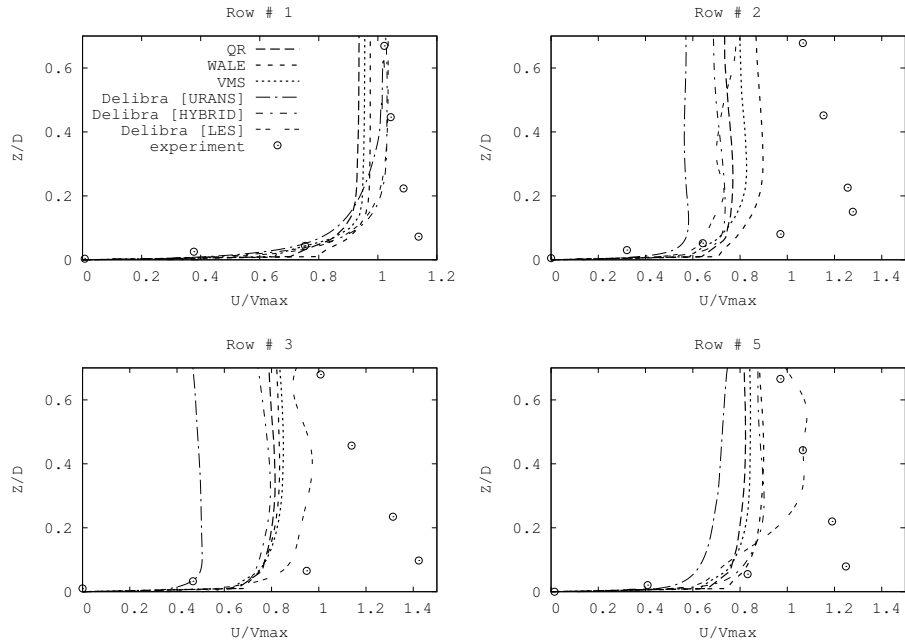 Row # 1
0.6
0.4
0.2
0
Z/D
QR
WALE
VMS
Delibra [URANS]
Delibra [HYBRID]
Delibra [LES]
experiment
0 0.2 0.4 0.6 0.8 1 1.2
U/Vmax
Row # 2
0.6
0.4
0.2
0
Z/D
0 0.2 0.4 0.6 0.8 1 1.2 1.4
U/Vmax
Row # 3
0.6
0.4
0.2
0
Z/D
0 0.2 0.4 0.6 0.8 1 1.2 1.4
U/Vmax
Row # 5
0.6
0.4
0.2
0
Z/D
0 0.2 0.4 0.6 0.8 1 1.2 1.4
U/Vmax